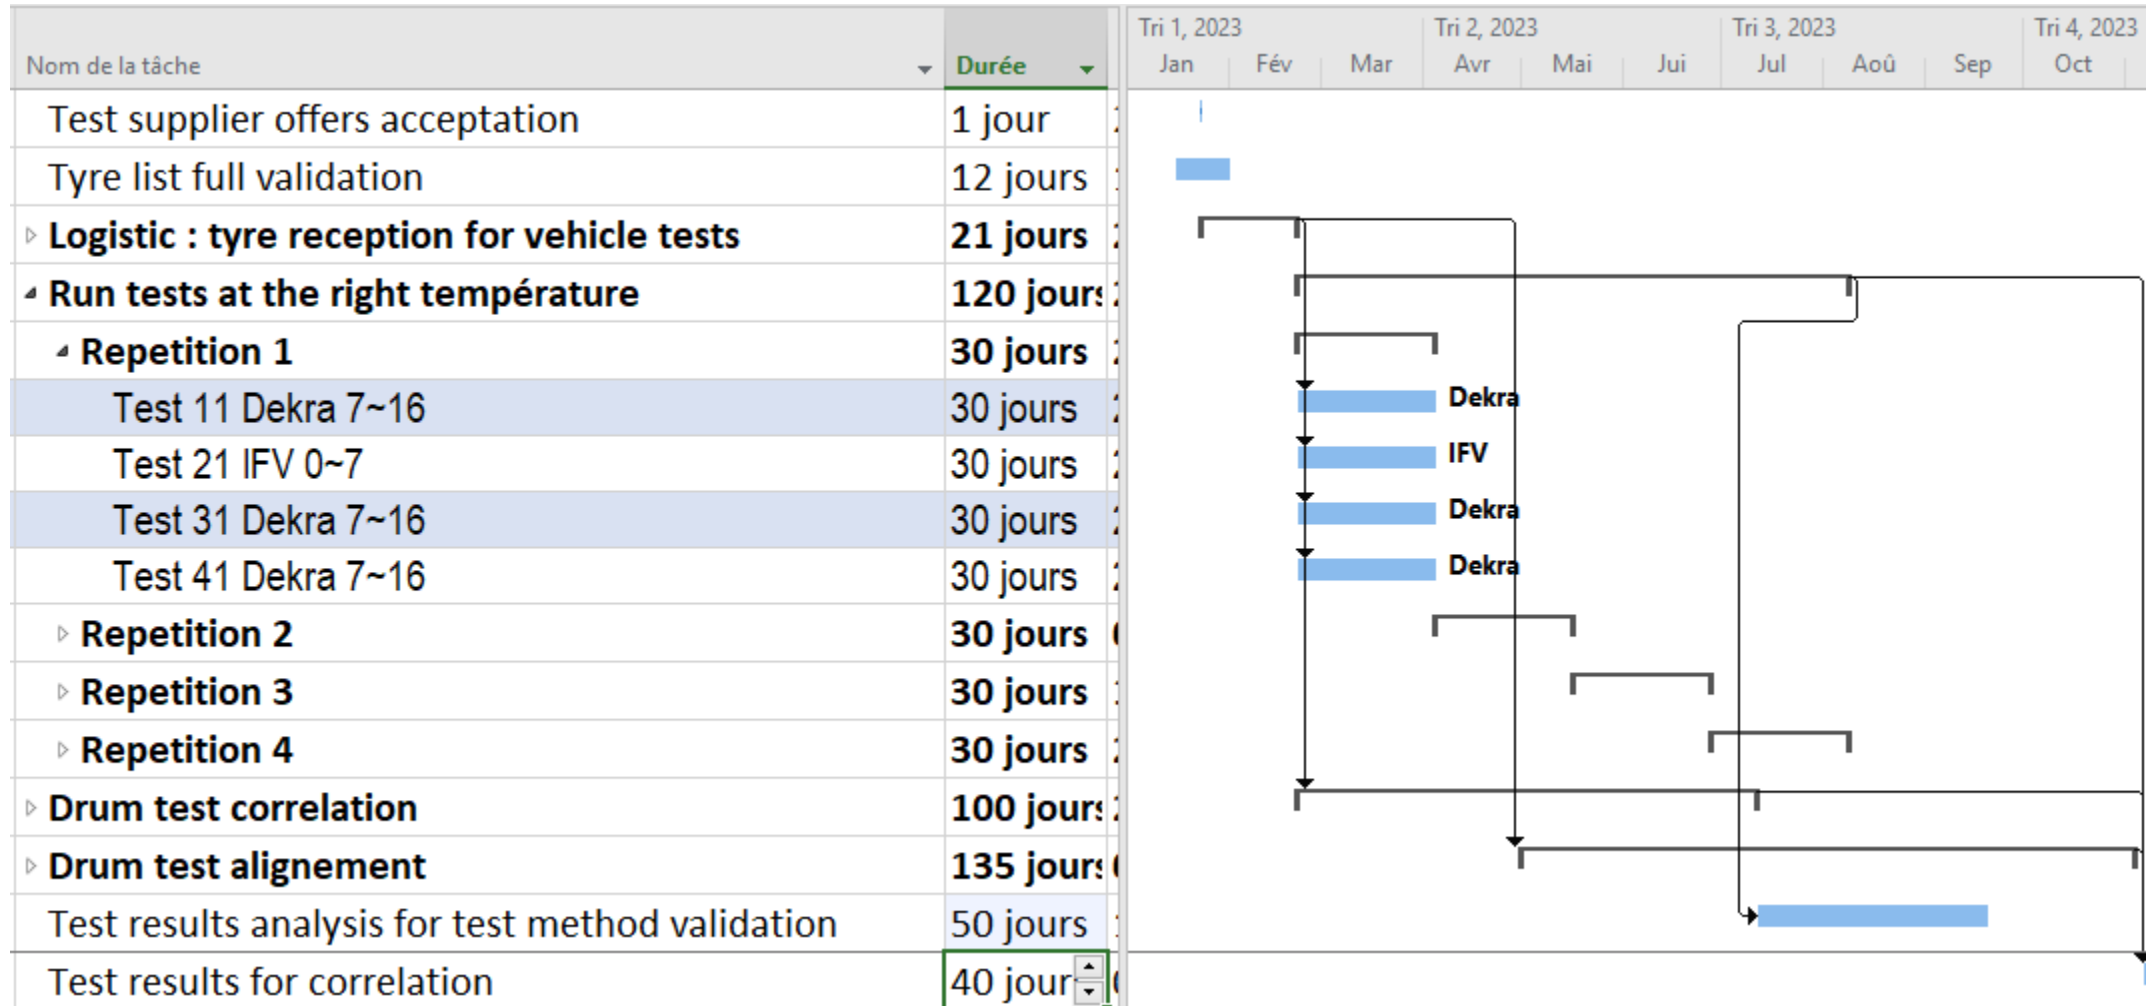 Tri 1, 2023 Tri 2, 2023 Tri 3, 2023 Tri 4, 2023
Nom de la tâche Durée Jan Fév Mar Avr Mai Jui Jul Aoû Sep Oct
Test supplier offers acceptation 1 jour
Tyre list full validation 12 jours
Logistic : tyre reception for vehicle tests 21 jours
Run tests at the right température 120 jours
Repetition 1 30 jours
Test 11 Dekra 7~16 30 jours Dekra
Test 21 IFV 0~7 30 jours IFV
Test 31 Dekra 7~16 30 jours Dekra
Test 41 Dekra 7~16 30 jours Dekra
Repetition 2 30 jours
Repetition 3 30 jours
Repetition 4 30 jours
Drum test correlation 100 jours
Drum test alignement 135 jours
Test results analysis for test method validation 50 jours
Test results for correlation 40 jour